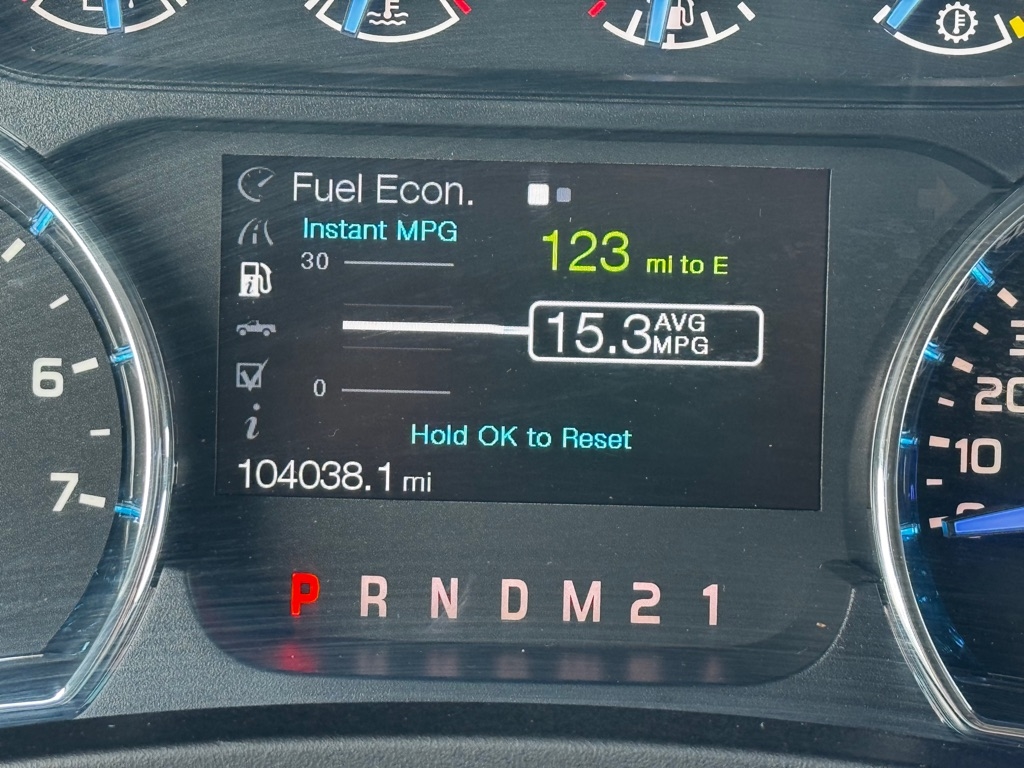 Fuel Econ.
Instant MPG
30
123 mi to E
15.3 AVG MPG
0
Hold OK to Reset
i
104038.1 mi
6
7
20
10
P R N D M 2 1